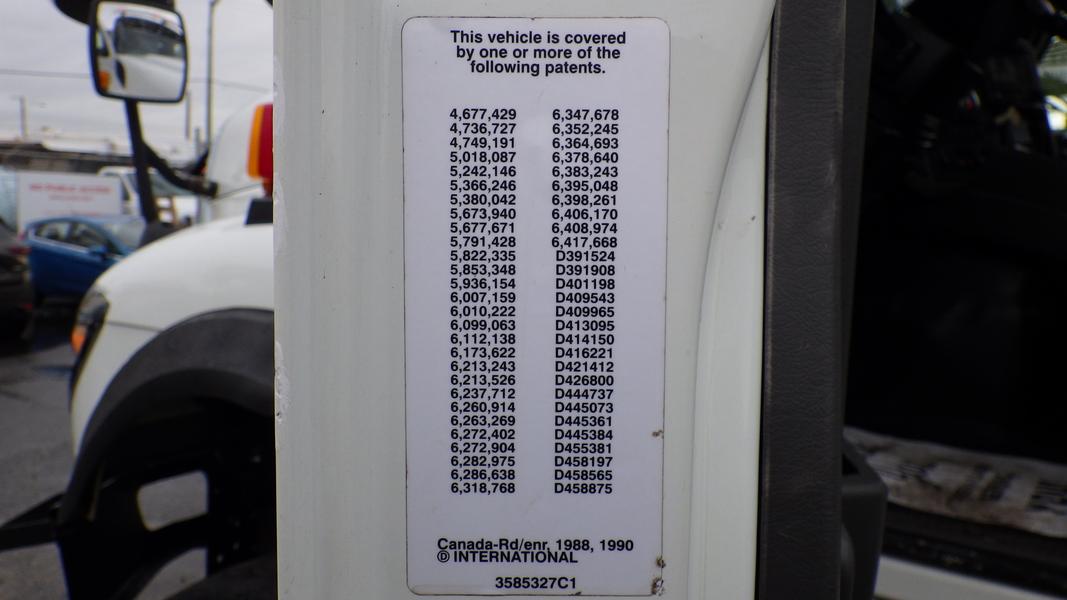 This vehicle is covered
by one or more of the
following patents.
4,677,429 6,347,678
4,736,727 6,352,245
4,749,191 6,364,693
5,018,087 6,378,640
5,242,146 6,383,243
5,366,246 6,395,048
5,380,042 6,398,261
5,673,940 6,406,170
5,677,671 6,408,974
5,791,428 6,417,668
5,822,335 D391524
5,853,348 D391908
5,936,154 D401198
6,007,159 D409543
6,010,222 D409965
6,099,063 D413095
6,112,138 D414150
6,173,622 D416221
6,213,243 D421412
6,213,526 D426800
6,237,712 D444737
6,260,914 D445073
6,263,269 D445361
6,272,402 D445384
6,272,904 D455381
6,282,975 D458197
6,286,638 D458565
6,318,768 D458875
Canada-Rd/enr, 1988, 1990
© INTERNATIONAL
3585327C1